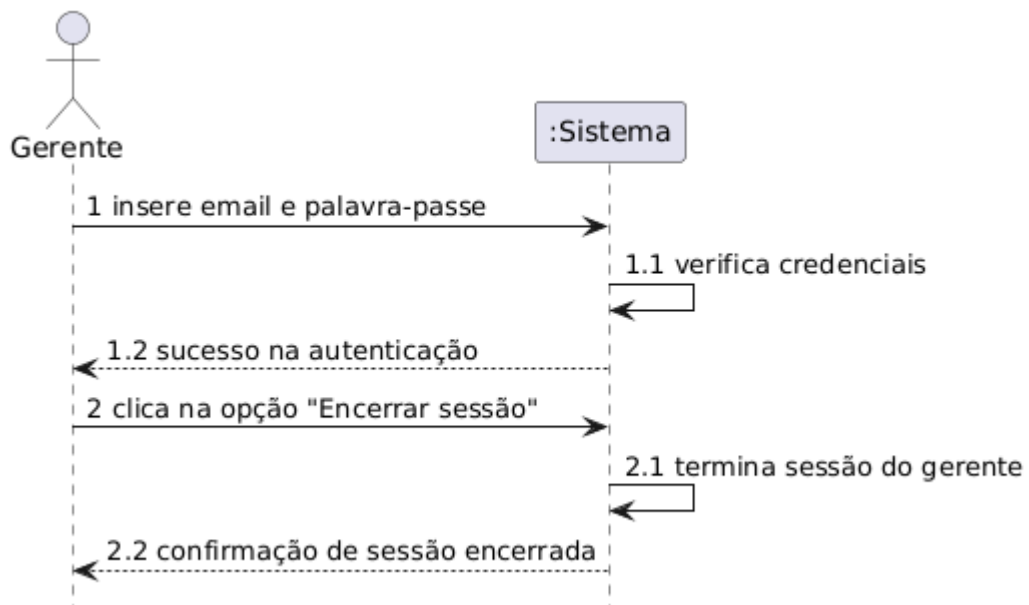 :Sistema
Gerente
1 insere email e palavra-passe
1.1 verifica credenciais
1.2 sucesso na autenticação
2 clica na opção "Encerrar sessão"
2.1 termina sessão do gerente
2.2 confirmação de sessão encerrada